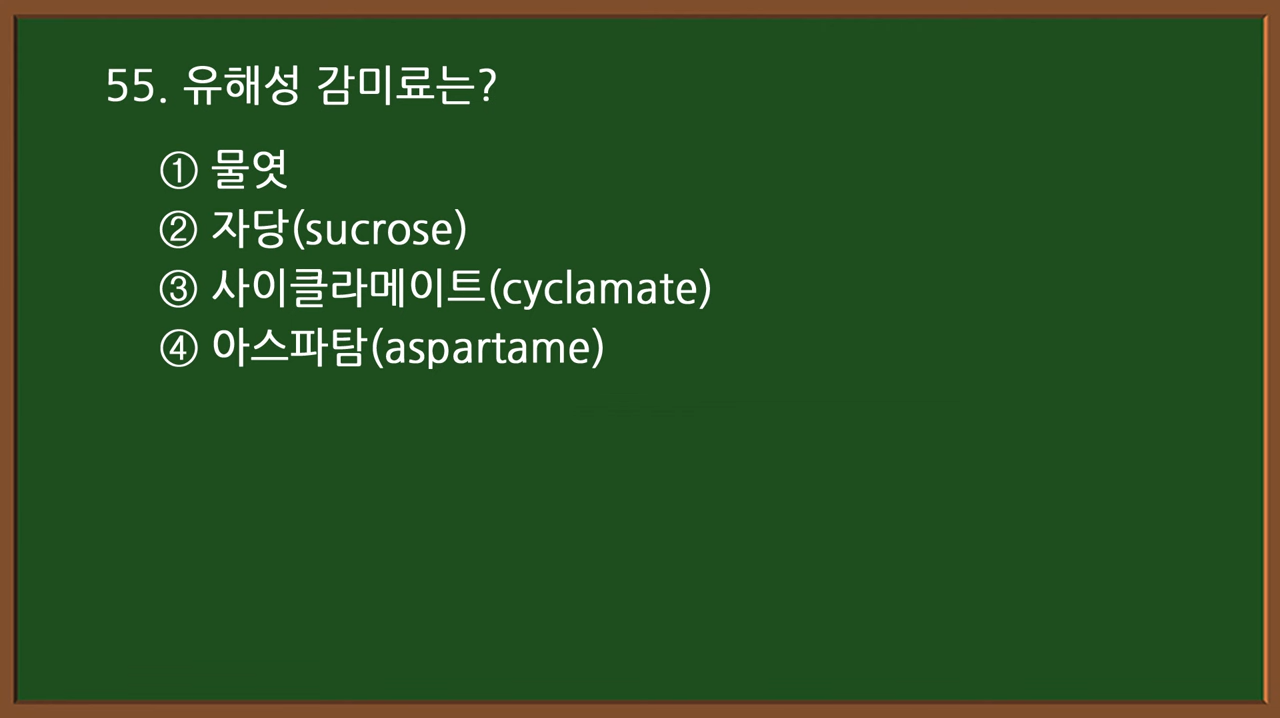 55. 유해성 감미료는?
① 물엿
② 자당(sucrose)
③ 사이클라메이트(cyclamate)
④ 아스파탐(aspartame)